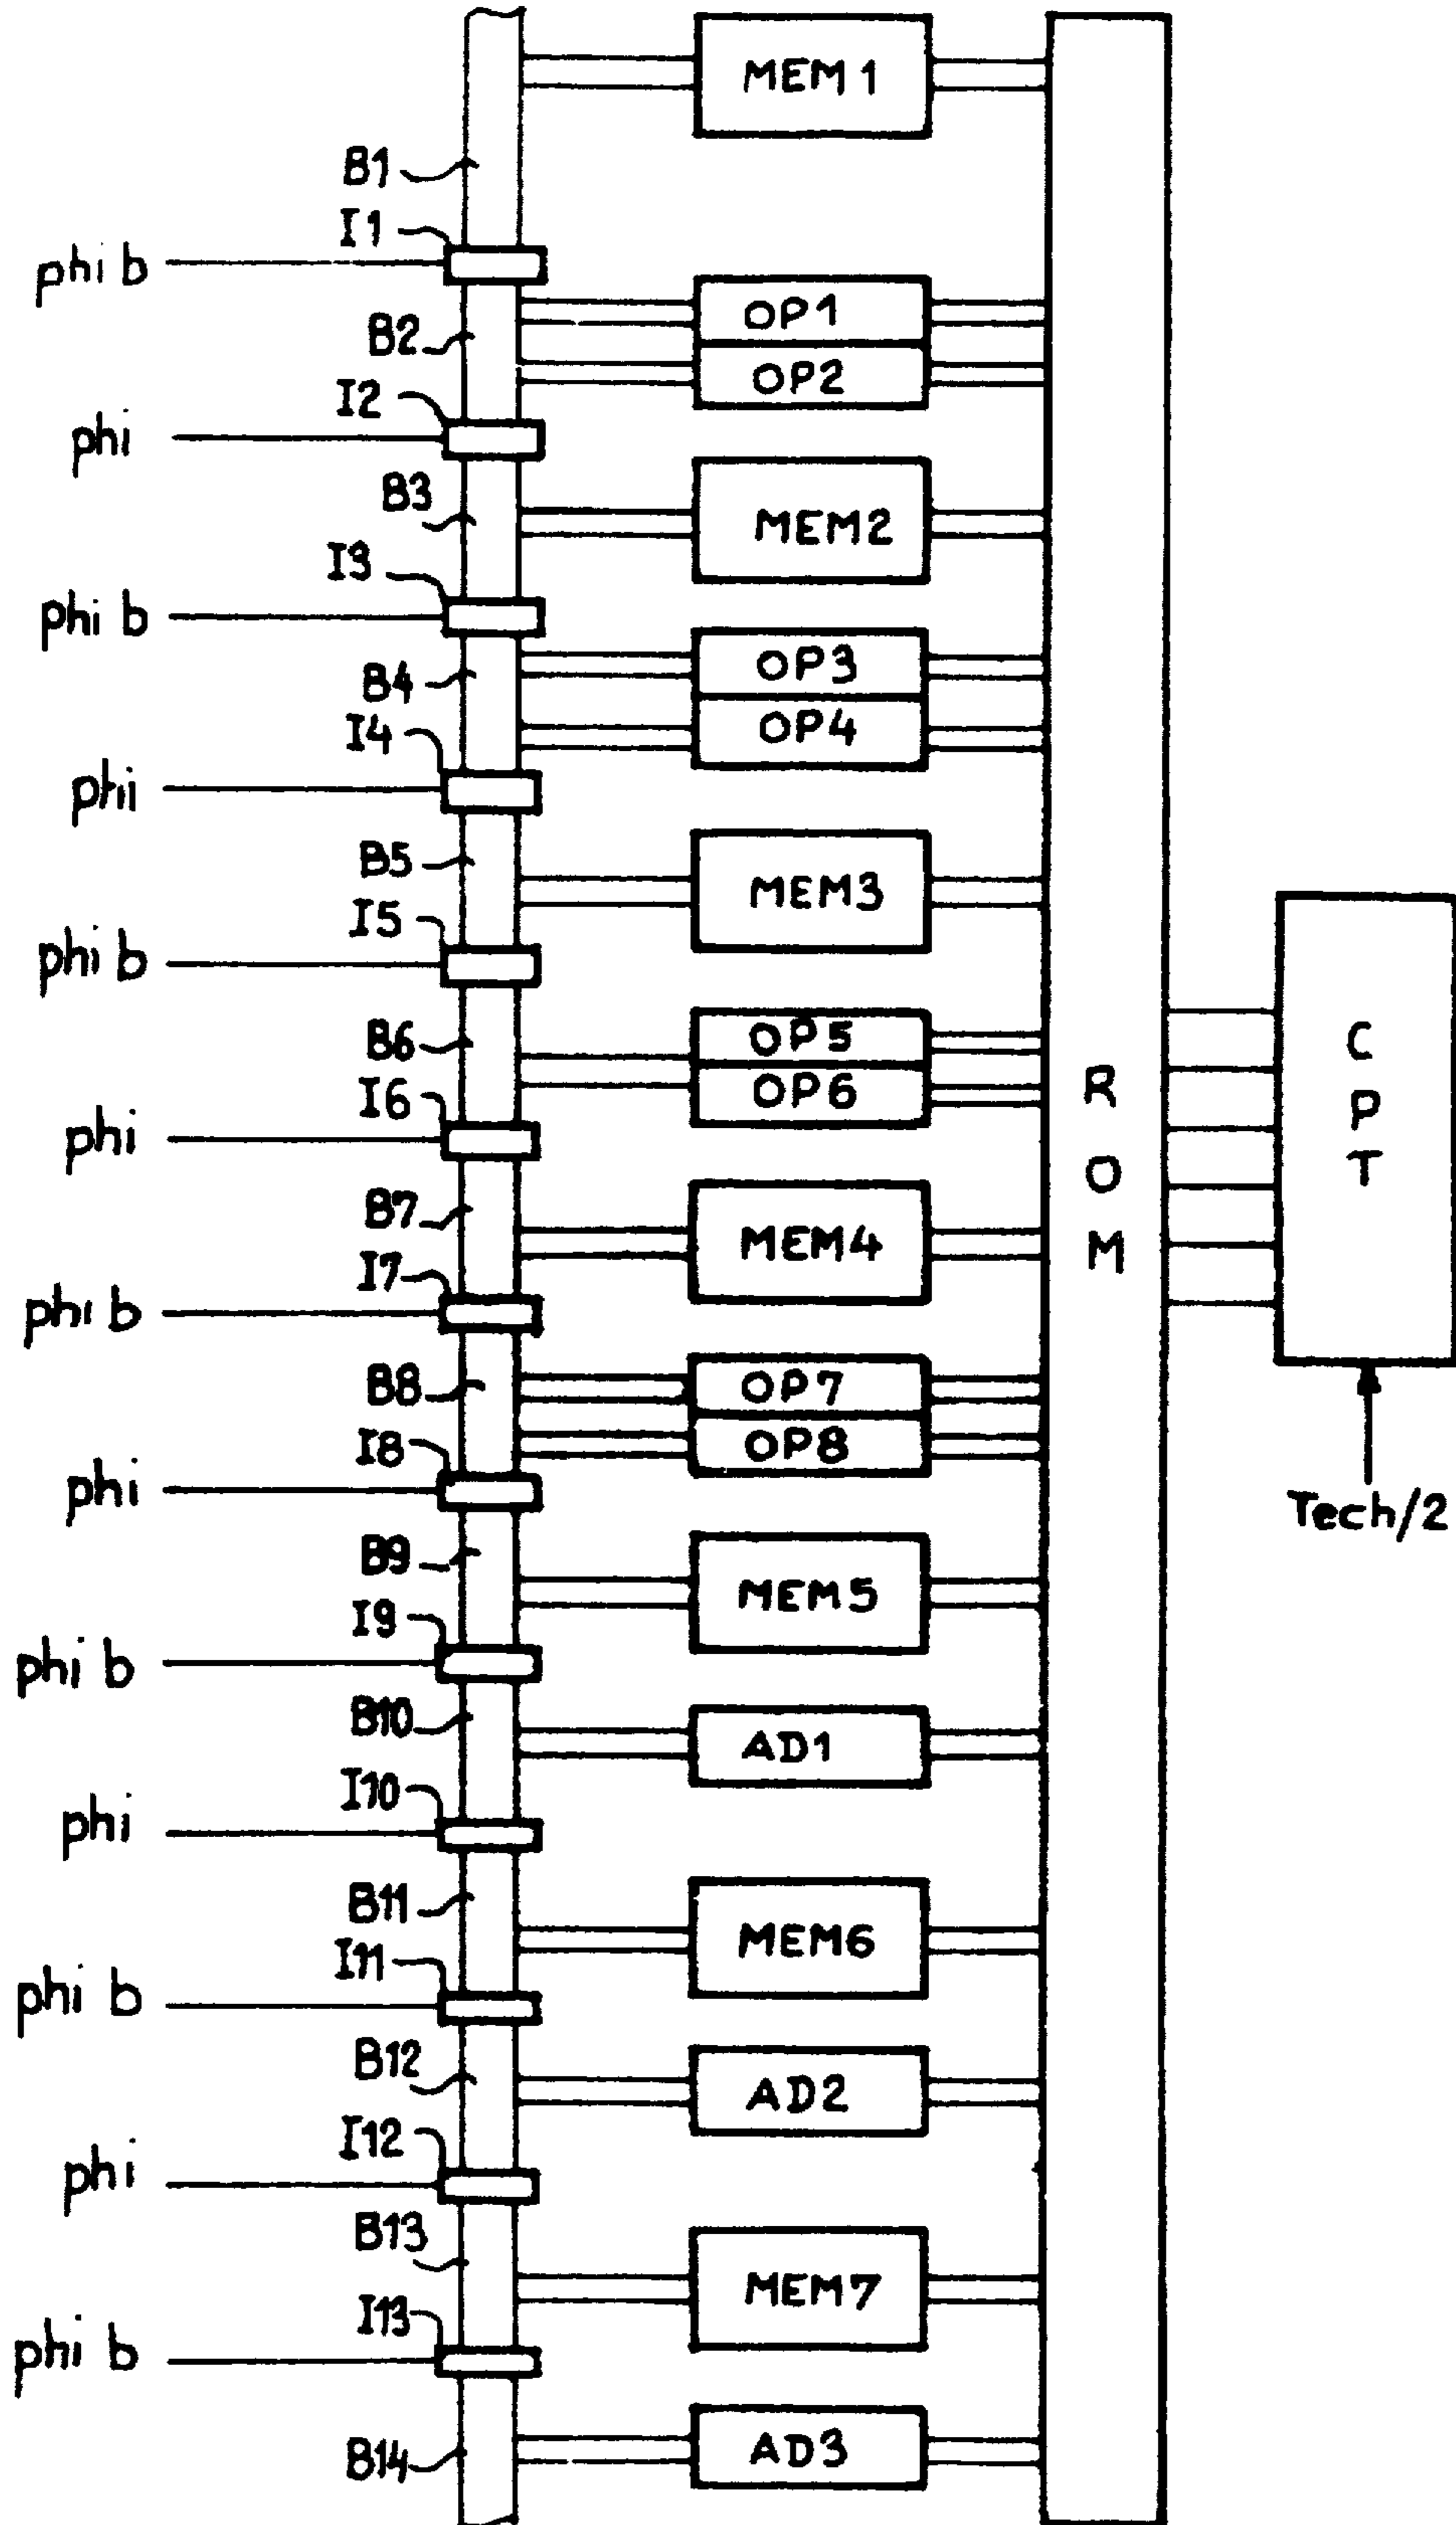 MEM1
B1
I1
phi b
OP1
B2
OP2
I2
phi
B3
MEM2
I3
phi b
OP3
B4
OP4
I4
phi
B5
MEM3
I5
phi b
OP5
B6
OP6
I6
phi
B7
MEM4
I7
phi b
OP7
B8
OP8
I8
phi
B9
MEM5
I9
phi b
B10
AD1
I10
phi
B11
MEM6
I11
phi b
B12
AD2
I12
phi
B13
MEM7
I13
phi b
B14
AD3
ROM
CPT
Tech/2